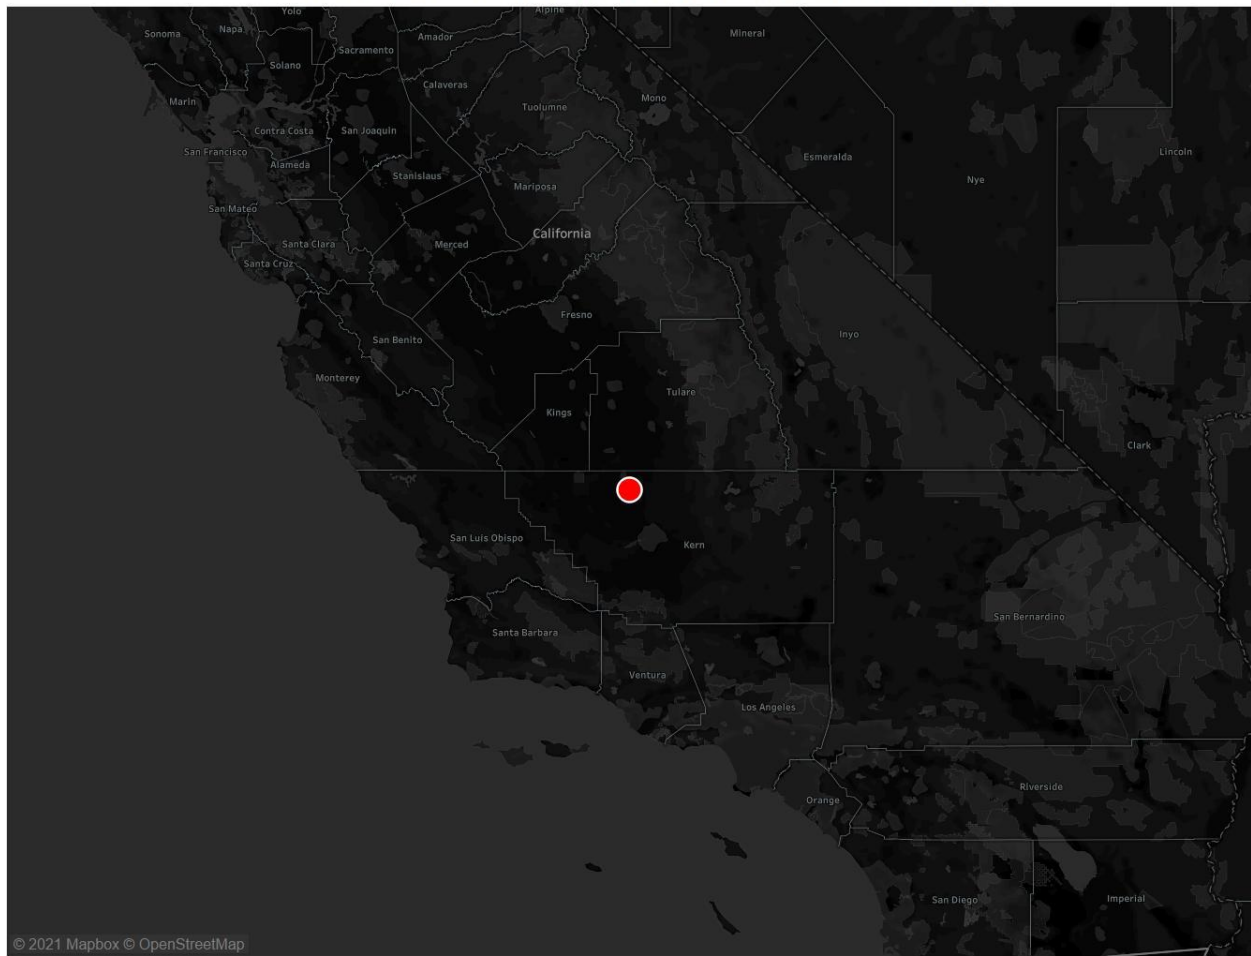 Yolo
Alpine
Sonoma
Napa
Mineral
Amador
Sacramento
Solano
Calaveras
Mono
Marin
Tuolumne
Contra Costa
San Joaquin
San Francisco
Lincoln
Esmeralda
Alameda
Stanislaus
Nye
Mariposa
San Mateo
California
Santa Clara
Merced
Santa Cruz
Fresno
Inyo
San Benito
Monterey
Tulare
Kings
Clark
San Luis Obispo
Kern
San Bernardino
Santa Barbara
Ventura
Los Angeles
Riverside
Orange
Imperial
San Diego
© 2021 Mapbox © OpenStreetMap